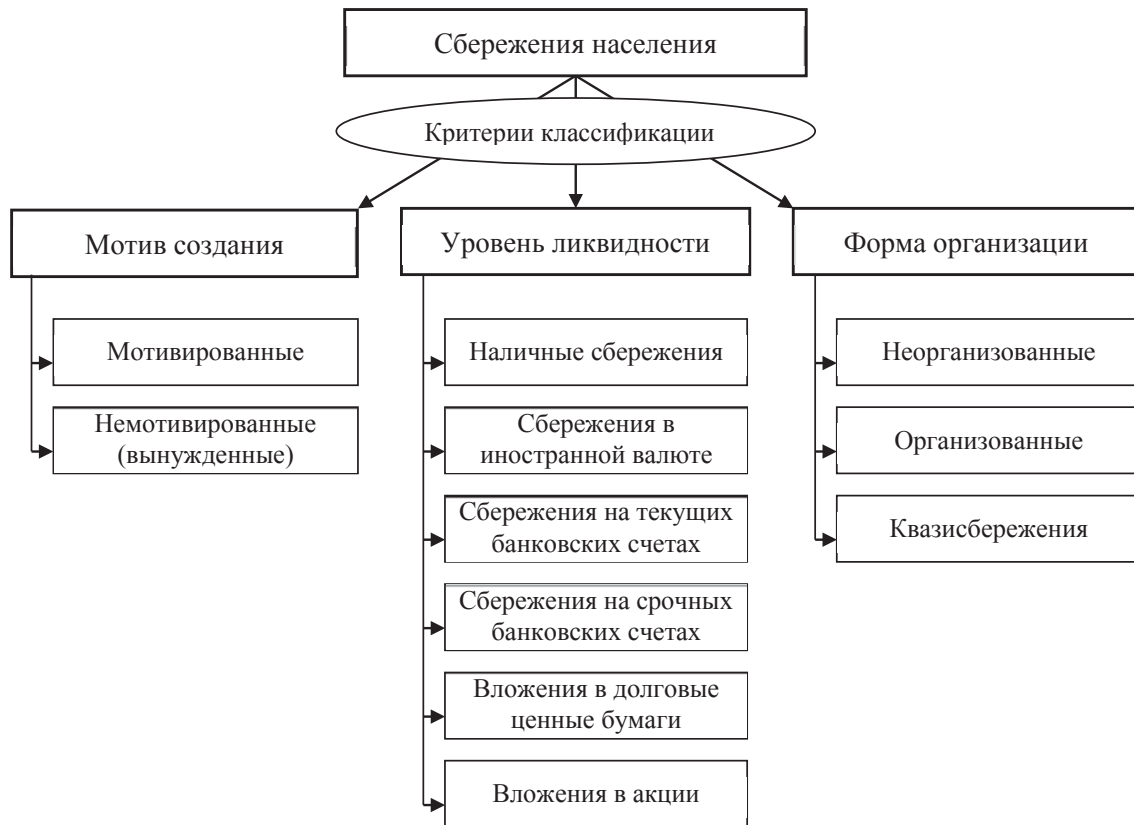 Сбережения населения
Критерии классификации
Мотив создания
Мотивированные
Немотивированные
(вынужденные)
Уровень ликвидности
Наличные сбережения
Сбережения в
иностранной валюте
Сбережения на текущих
банковских счетах
Сбережения на срочных
банковских счетах
Вложения в долговые
ценные бумаги
Вложения в акции
Форма организации
Неорганизованные
Организованные
Квазисбережения